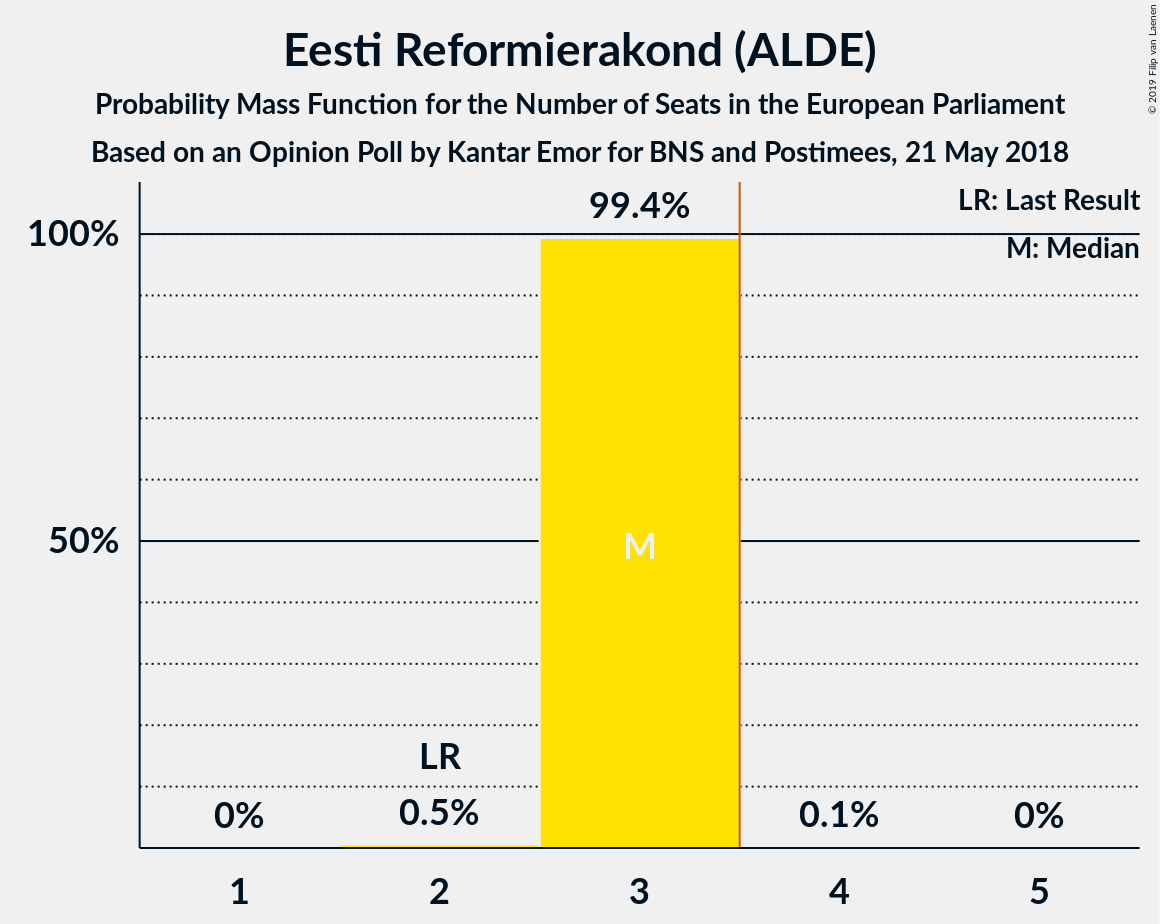 Eesti Reformierakond (ALDE)
Probability Mass Function for the Number of Seats in the European Parliament
Based on an Opinion Poll by Kantar Emor for BNS and Postimees, 21 May 2018
© 2019 Filip van Laenen
LR: Last Result
M: Median
99.4%
100%
50%
M
LR
0%
0.5%
0.1%
0%
1 2 3 4 5